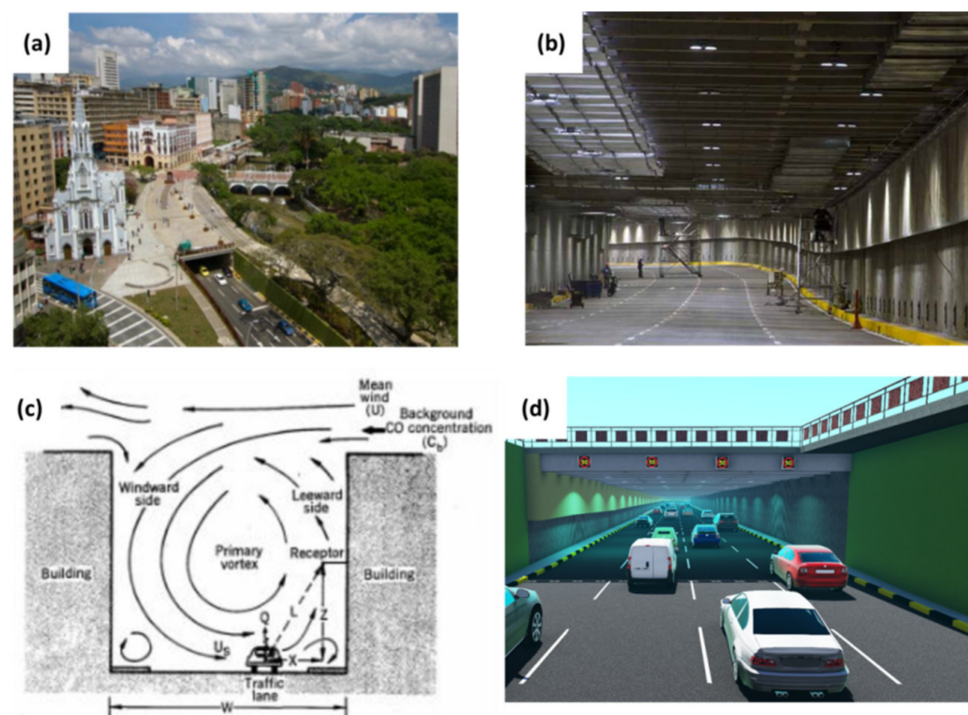 (a)
(b)
(c)
Mean
wind
(U)
Background
CO concentration
(Cb)
Windward
side
Leeward
side
Primary
vortex
Receptor
Building
Building
Q
L
Z
Us
X
Traffic
lane
W
(d)